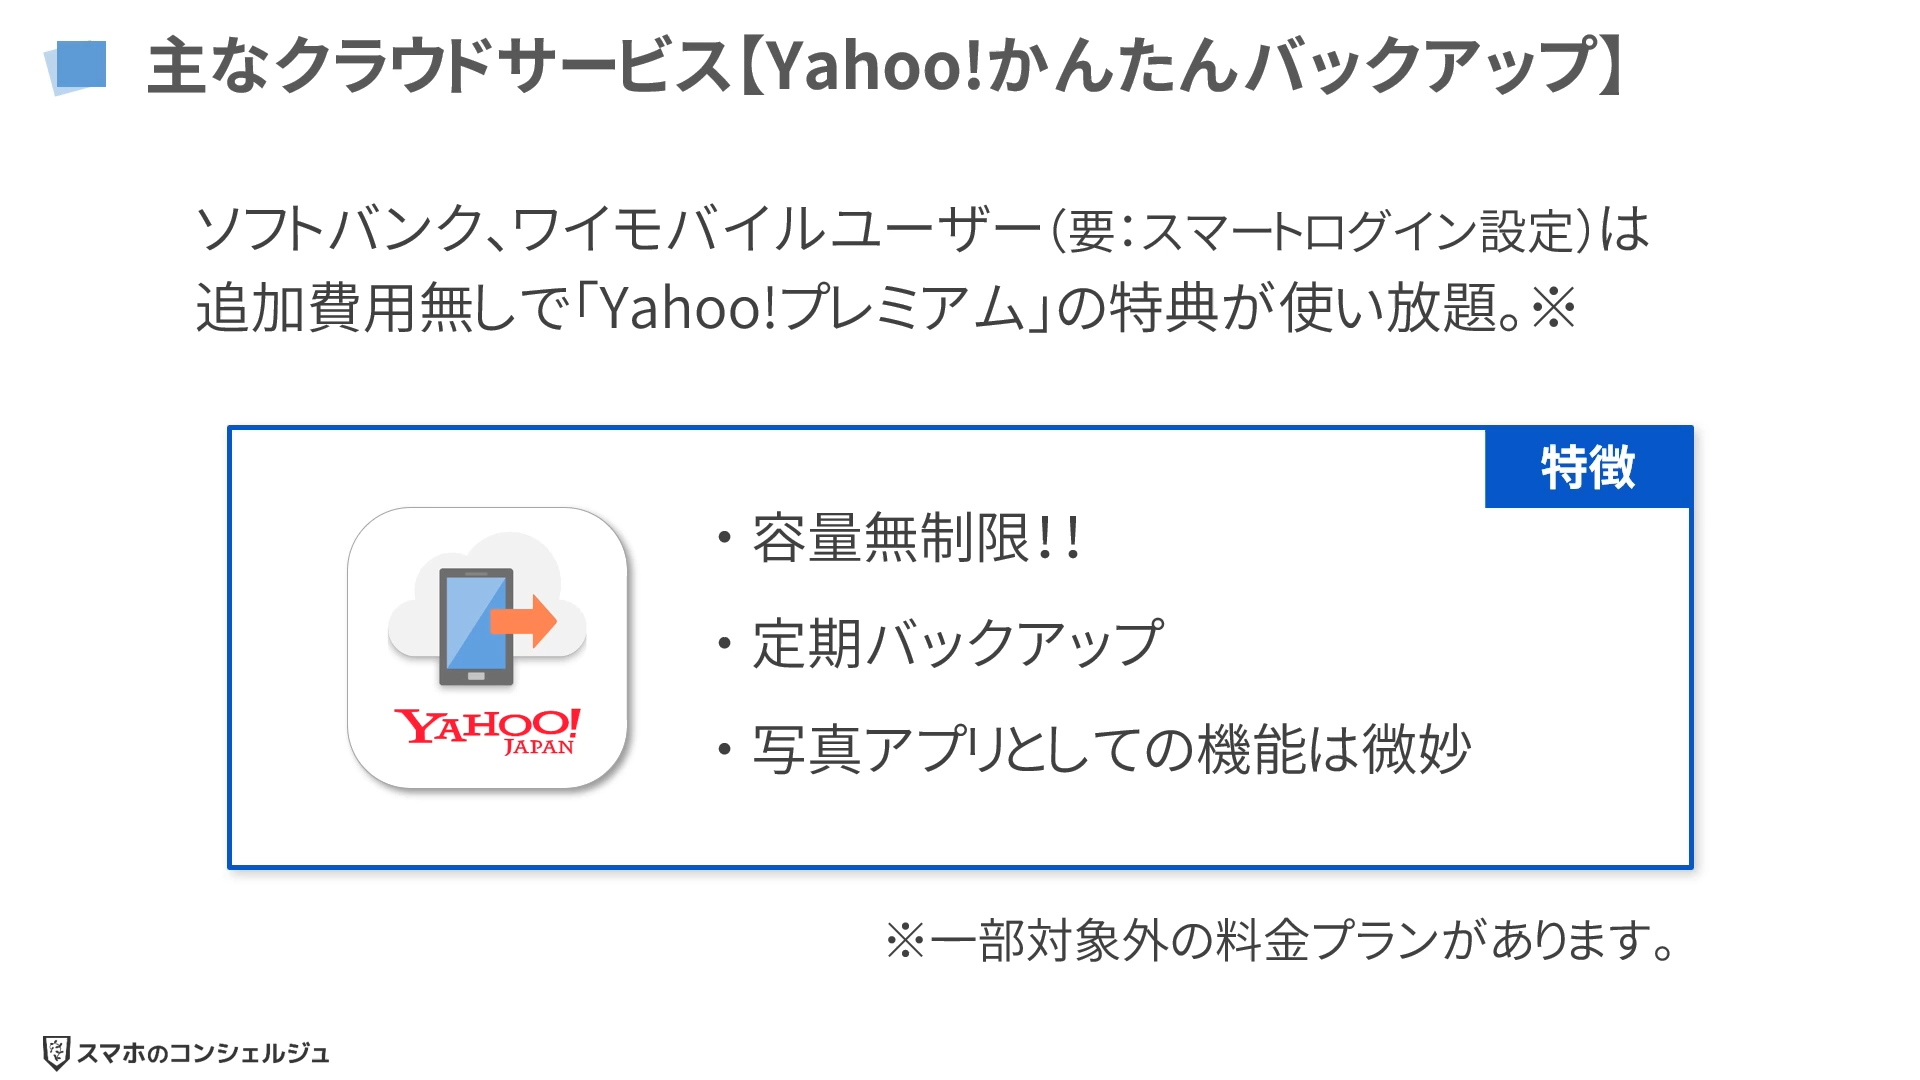 主なクラウドサービス【Yahoo!かんたんバックアップ】
ソフトバンク、ワイモバイルユーザー（要：スマートログイン設定）は
追加費用無しで「Yahoo!プレミアム」の特典が使い放題。※
特徴
・容量無制限！！
・定期バックアップ
・写真アプリとしての機能は微妙
YAHOO!
JAPAN
※一部対象外の料金プランがあります。
スマホのコンシェルジュ